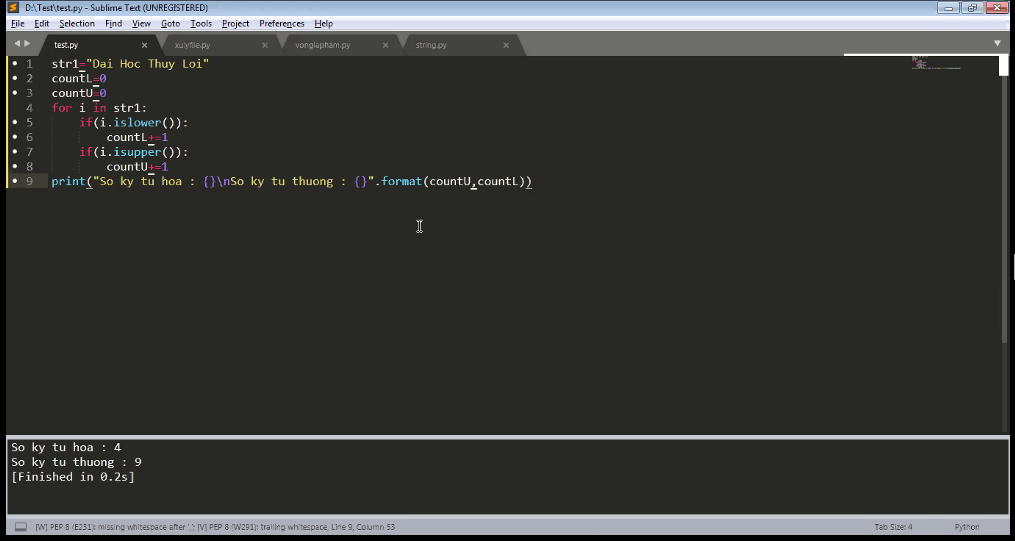 D:\Test\test.py - Sublime Text (UNREGISTERED)
File Edit Selection Find View Goto Tools Project Preferences Help
test.py xulyfile.py vonglapham.py string.py
1 str1="Dai Hoc Thuy Loi"
2 countL=0
3 countU=0
4 for i in str1:
5 if(i.islower()):
6 countL+=1
7 if(i.isupper()):
8 countU+=1
9 print("So ky tu hoa : {}\nSo ky tu thuong : {}".format(countU,countL))
So ky tu hoa : 4
So ky tu thuong : 9
[Finished in 0.2s]
[W] PEP 8 (E231): missing whitespace after ','; [V] PEP 8 (W291): trailing whitespace, Line 9, Column 53 Tab Size: 4 Python